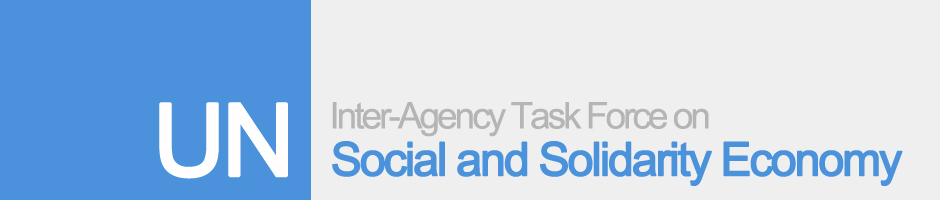 UN
Inter-Agency Task Force on
Social and Solidarity Economy